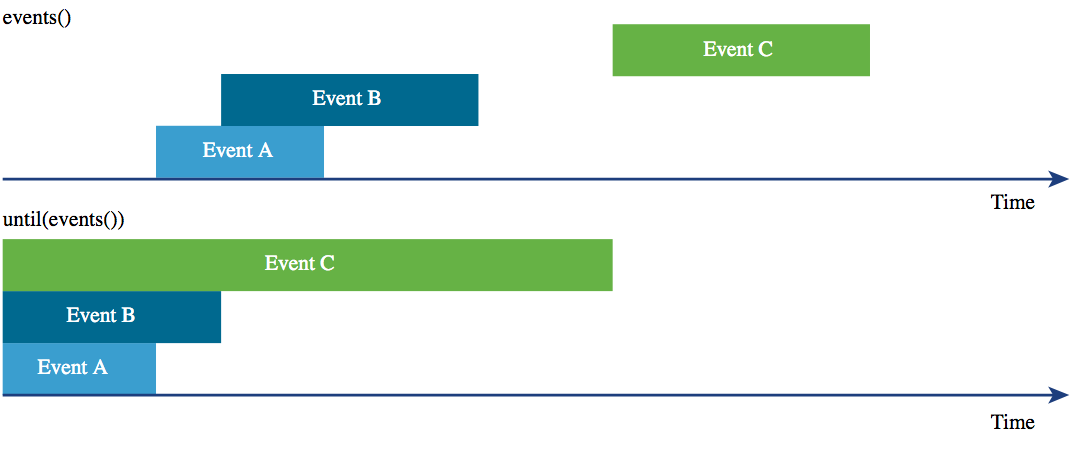 events()
Event C
Event B
Event A
Time
until(events())
Event C
Event B
Event A
Time